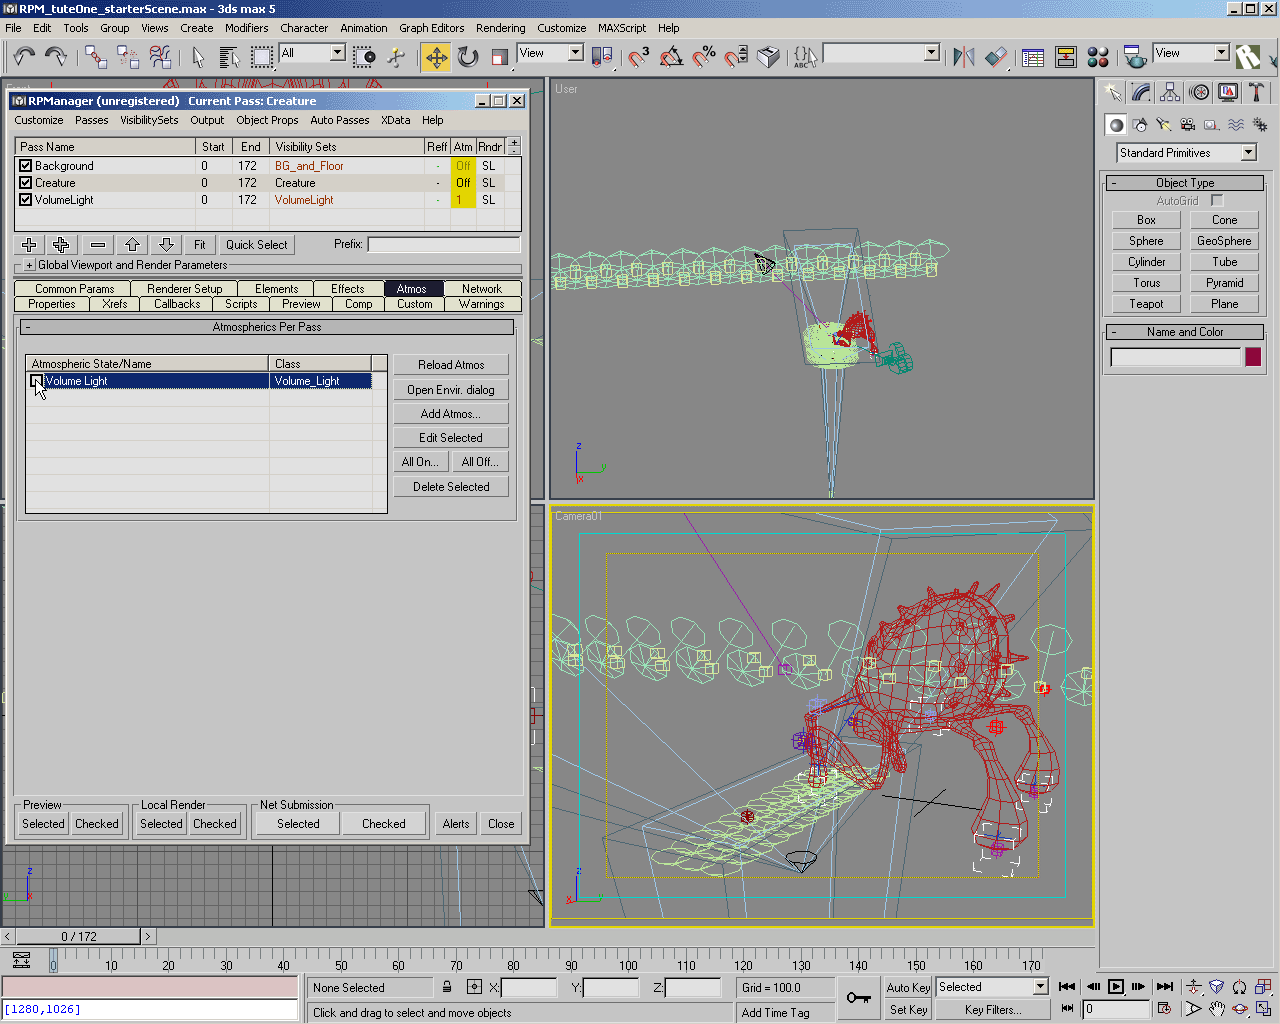 RPM_tuteOne_starterScene.max - 3ds max 5
File Edit Tools Group Views Create Modifiers Character Animation Graph Editors Rendering Customize MAXScript Help
All View ABC View
RPManager (unregistered) Current Pass: Creature
Customize Passes VisibilitySets Output Object Props Auto Passes XData Help
Pass Name Start End Visibility Sets Reff Atm Rndr
Background 0 172 BG_and_Floor - Off SL
Creature 0 172 Creature - Off SL
VolumeLight 0 172 VolumeLight - 1 SL
Fit Quick Select Prefix:
+ Global Viewport and Render Parameters
Common Params Renderer Setup Elements Effects Atmos Network
Properties Xrefs Callbacks Scripts Preview Comp Custom Warnings
- Atmospherics Per Pass
Atmospheric State/Name Class
Volume Light Volume_Light
Reload Atmos
Open Envir. dialog
Add Atmos...
Edit Selected
All On... All Off...
Delete Selected
Preview Local Render Net Submission
Selected Checked Selected Checked Selected Checked Alerts Close
User
z
y
x
Camera01
z
x
y
z
y
x
Standard Primitives
- Object Type
AutoGrid
Box Cone
Sphere GeoSphere
Cylinder Tube
Torus Pyramid
Teapot Plane
- Name and Color
< 0 / 172 >
0 10 20 30 40 50 60 70 80 90 100 110 120 130 140 150 160 170
None Selected X: Y: Z: Grid = 100.0 Auto Key Selected
[1280,1026]
Click and drag to select and move objects Add Time Tag Set Key Key Filters... 0